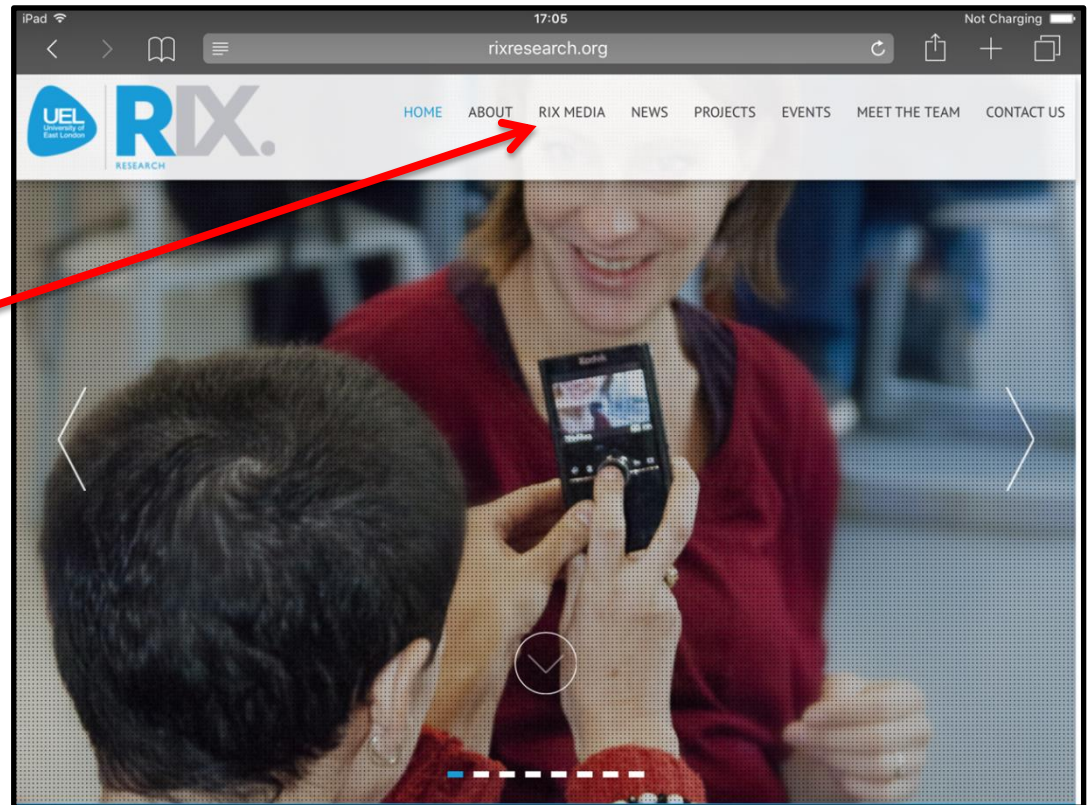 iPad 17:05 Not Charging
rixresearch.org
UEL
University of
East London
RIX.
RESEARCH
HOME ABOUT RIX MEDIA NEWS PROJECTS EVENTS MEET THE TEAM CONTACT US
Kodak